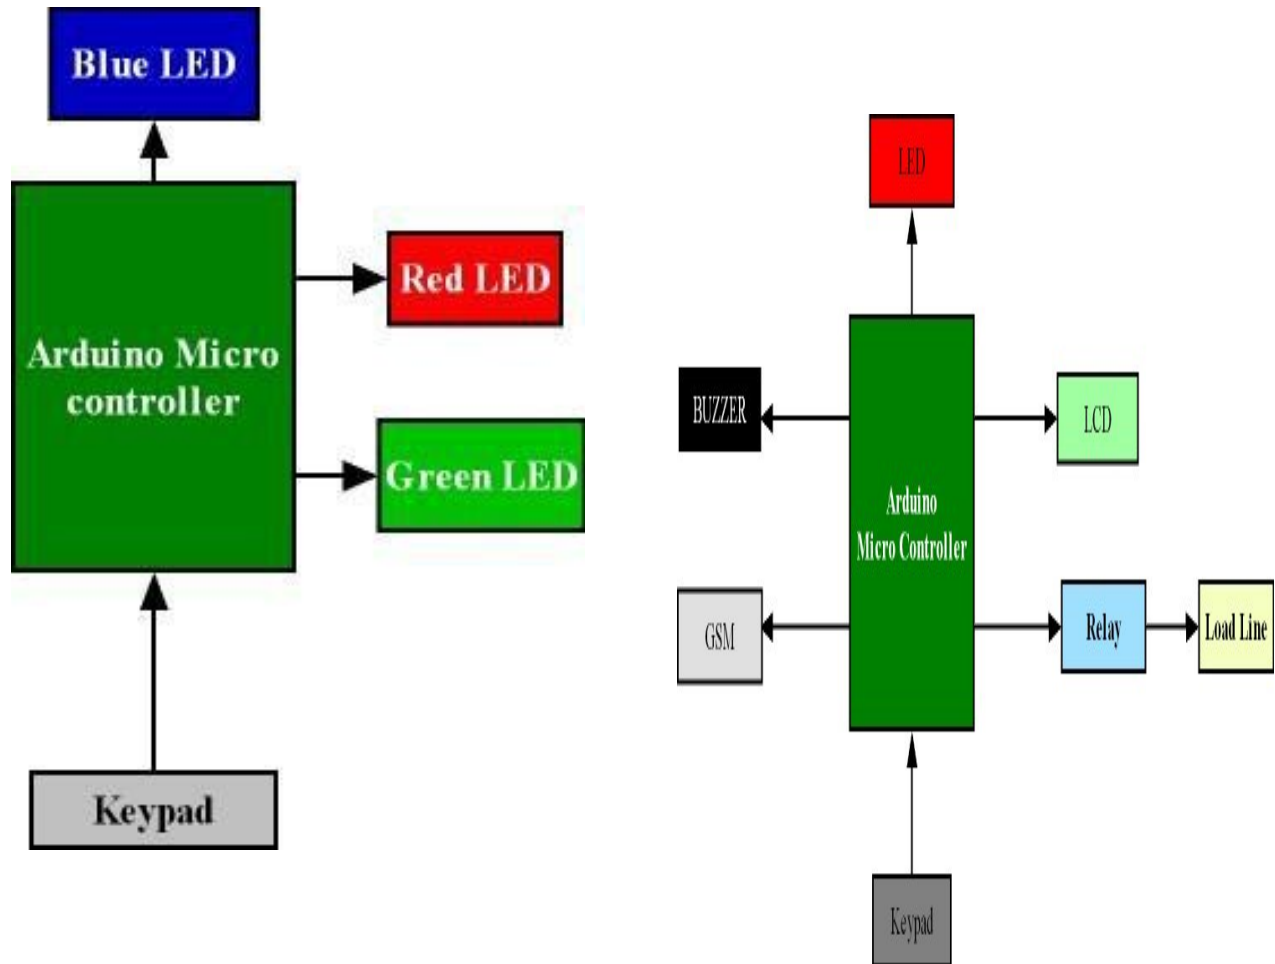 Blue LED
Red LED
Arduino Micro
controller
Green LED
Keypad
LED
BUZZER
LCD
Arduino
Micro Controller
GSM
Relay
Load Line
Keypad